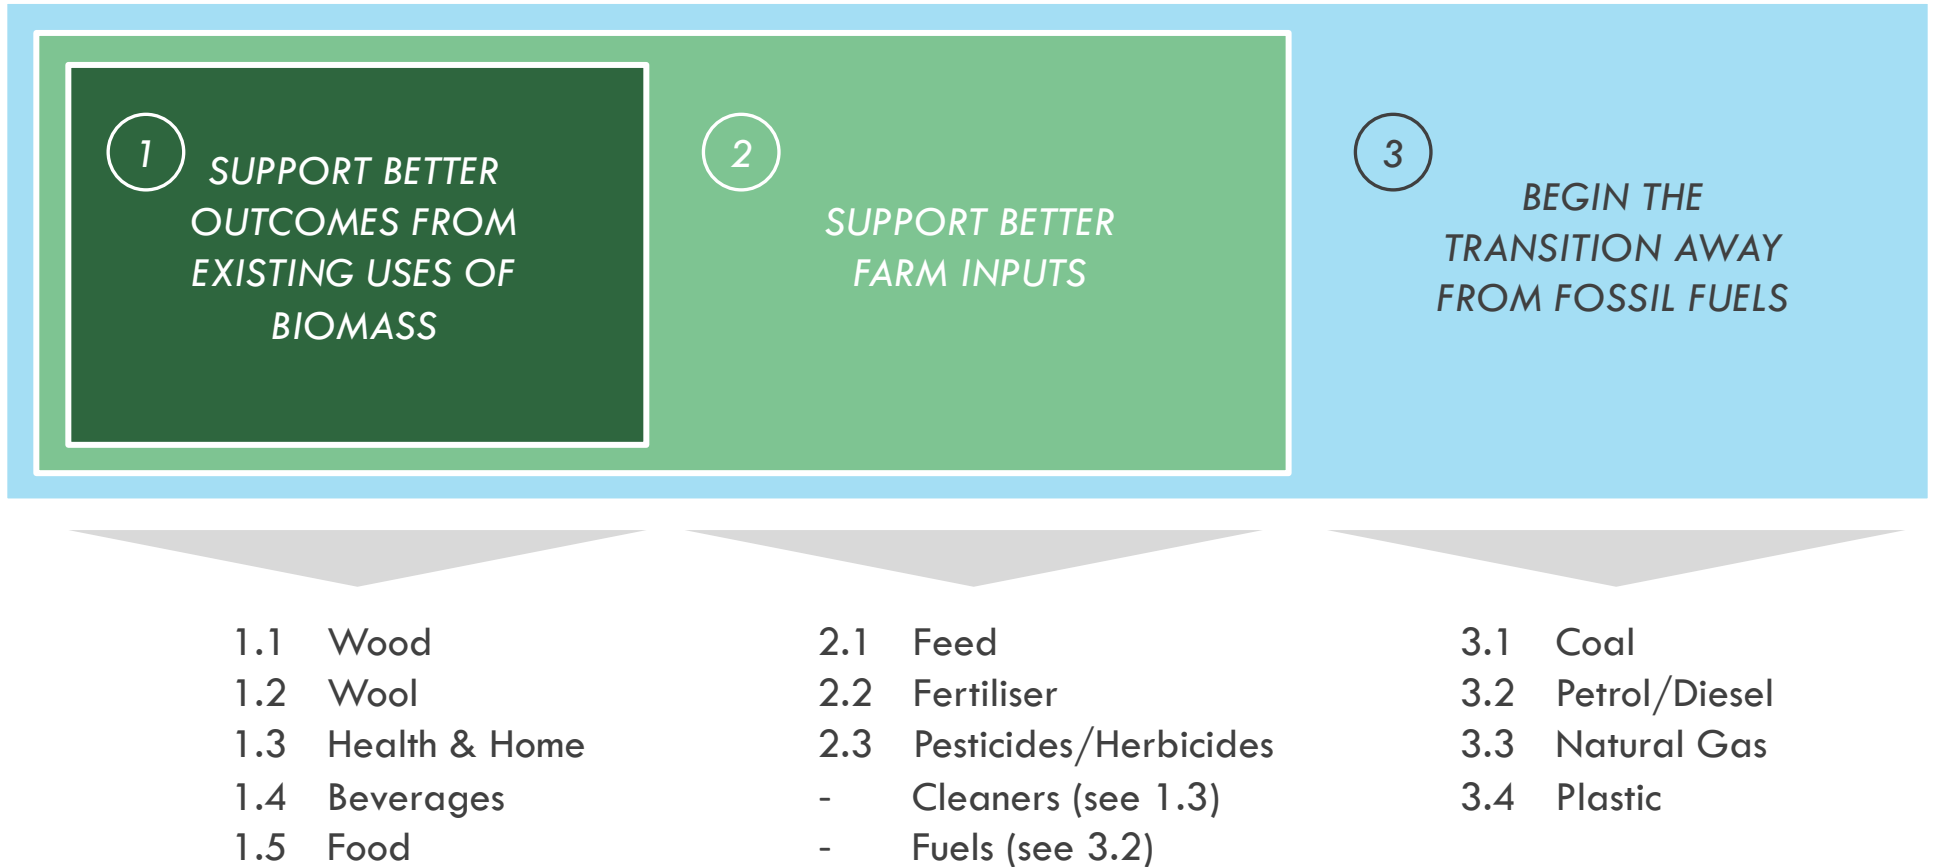 1
SUPPORT BETTER
OUTCOMES FROM
EXISTING USES OF
BIOMASS
2
SUPPORT BETTER
FARM INPUTS
3
BEGIN THE
TRANSITION AWAY
FROM FOSSIL FUELS
1.1 Wood
1.2 Wool
1.3 Health & Home
1.4 Beverages
1.5 Food
2.1 Feed
2.2 Fertiliser
2.3 Pesticides/Herbicides
- Cleaners (see 1.3)
- Fuels (see 3.2)
3.1 Coal
3.2 Petrol/Diesel
3.3 Natural Gas
3.4 Plastic